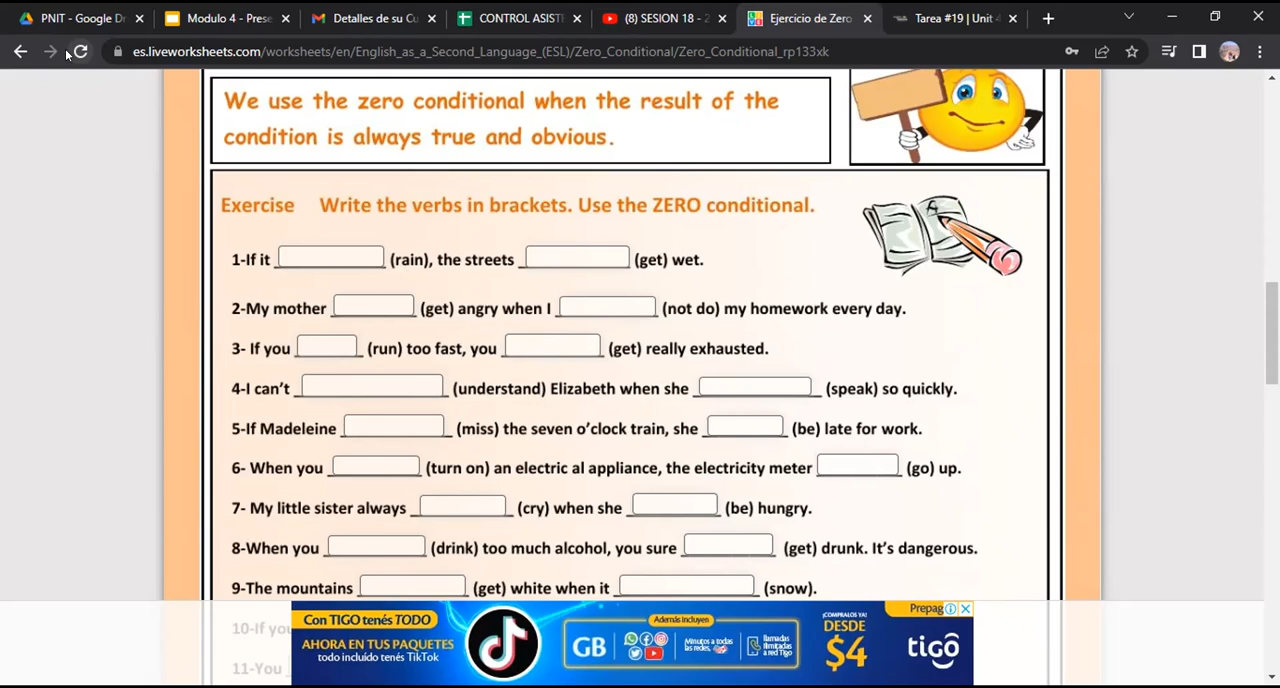 PNIT - Google Dr
Modulo 4 - Prese
Detalles de su Cu
CONTROL ASIST
(8) SESION 18 - 2
Ejercicio de Zero
Tarea #19 | Unit 4
es.liveworksheets.com/worksheets/en/English_as_a_Second_Language_(ESL)/Zero_Conditional/Zero_Conditional_rp133xk
We use the zero conditional when the result of the
condition is always true and obvious.
Exercise Write the verbs in brackets. Use the ZERO conditional.
1-If it (rain), the streets (get) wet.
2-My mother (get) angry when I (not do) my homework every day.
3- If you (run) too fast, you (get) really exhausted.
4-I can't (understand) Elizabeth when she (speak) so quickly.
5-If Madeleine (miss) the seven o'clock train, she (be) late for work.
6- When you (turn on) an electric al appliance, the electricity meter (go) up.
7- My little sister always (cry) when she (be) hungry.
8-When you (drink) too much alcohol, you sure (get) drunk. It's dangerous.
9-The mountains (get) white when it (snow).
10-If you
11-You
Con TIGO tenés TODO
AHORA EN TUS PAQUETES
todo incluido tenés TikTok
Además incluyen
GB
Minutos a todas
las redes,
llamadas
ilimitadas
a red Tigo
¡COMPRALOS YA!
DESDE
$4
Prepag
tigo